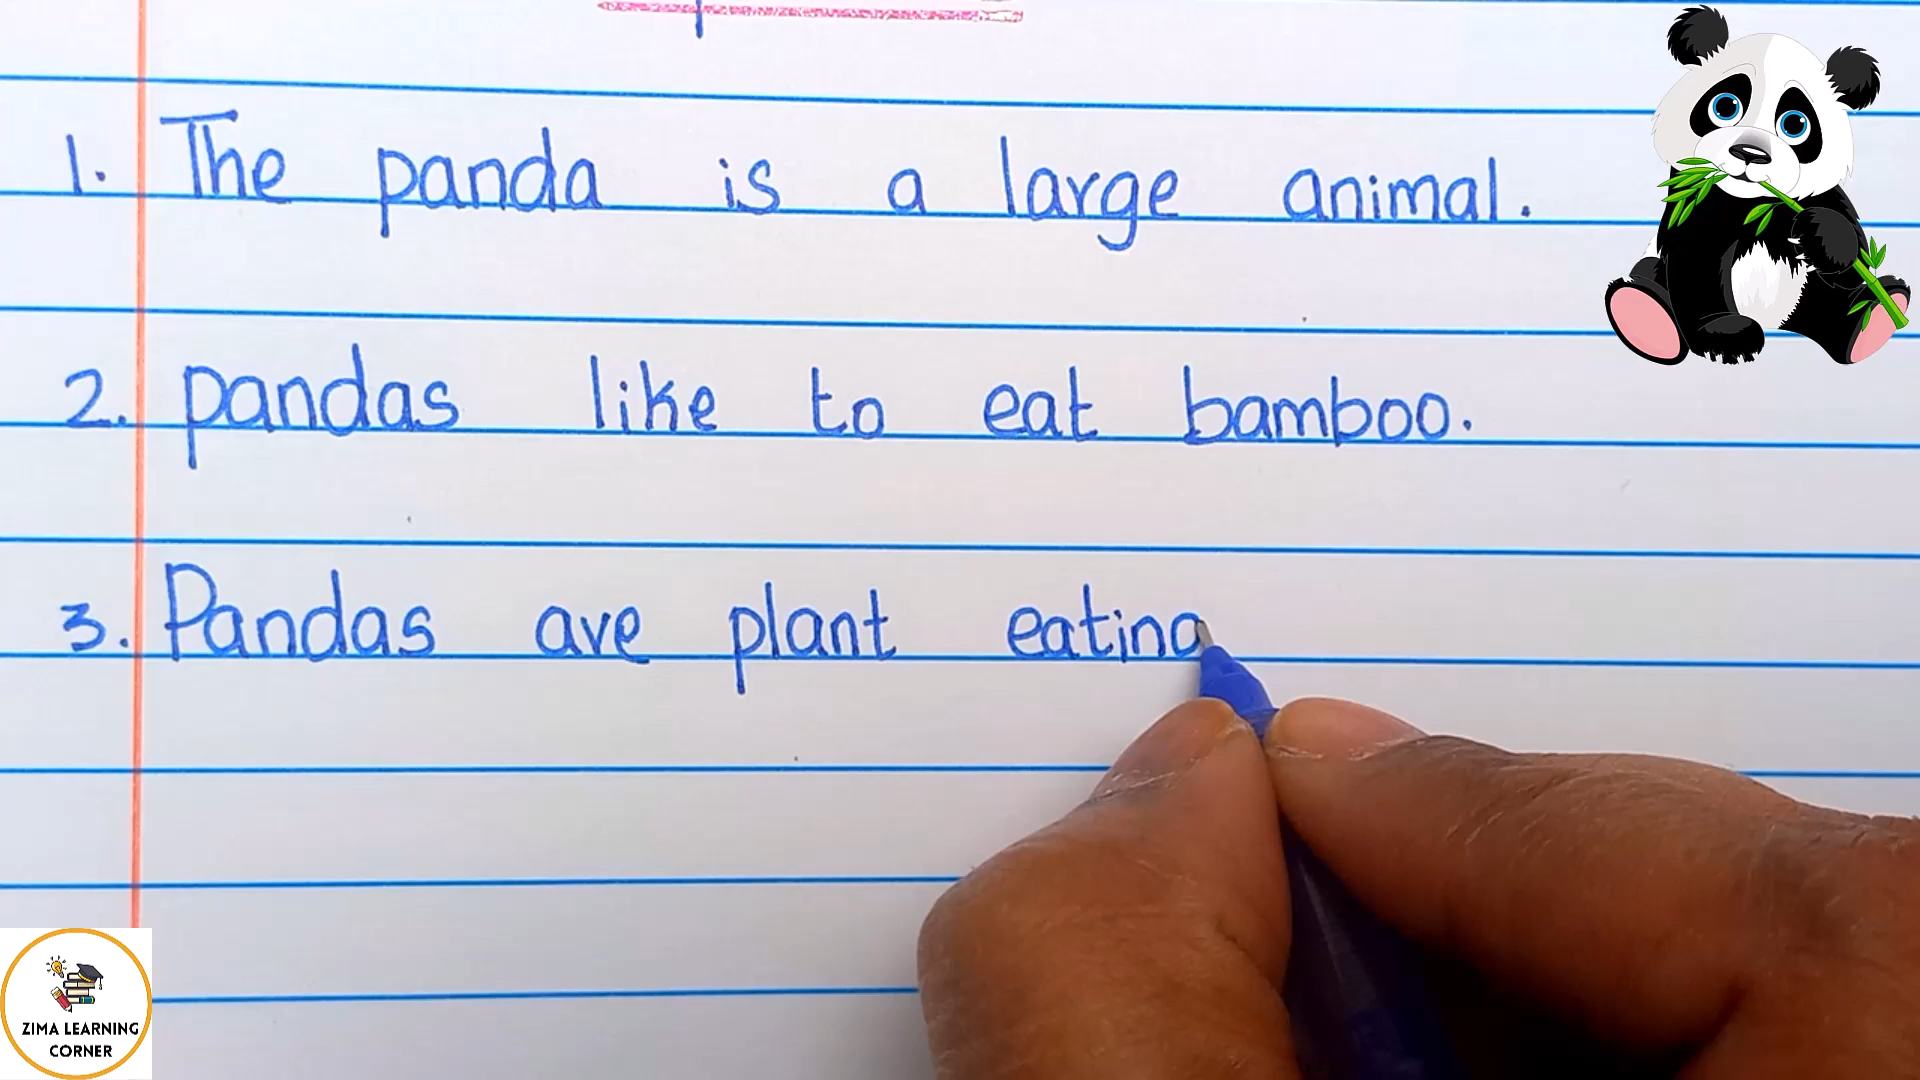 1. The panda is a large animal.
2. pandas like to eat bamboo.
3. Pandas are plant
ZIMA LEARNING
CORNER